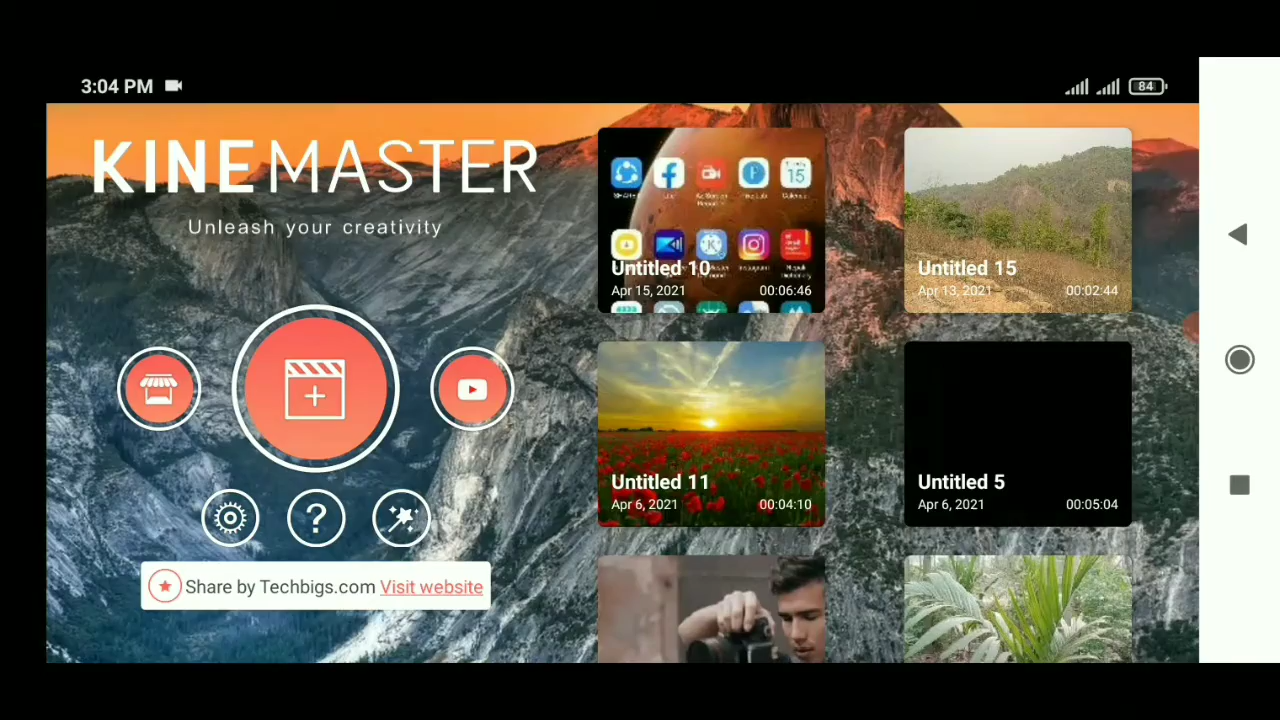 3:04 PM
84
KINEMASTER
Unleash your creativity
Share by Techbigs.com Visit website
15
Instagram
Untitled 10
Apr 15, 2021 00:06:46
Untitled 15
Apr 13, 2021 00:02:44
Untitled 11
Apr 6, 2021 00:04:10
Untitled 5
Apr 6, 2021 00:05:04